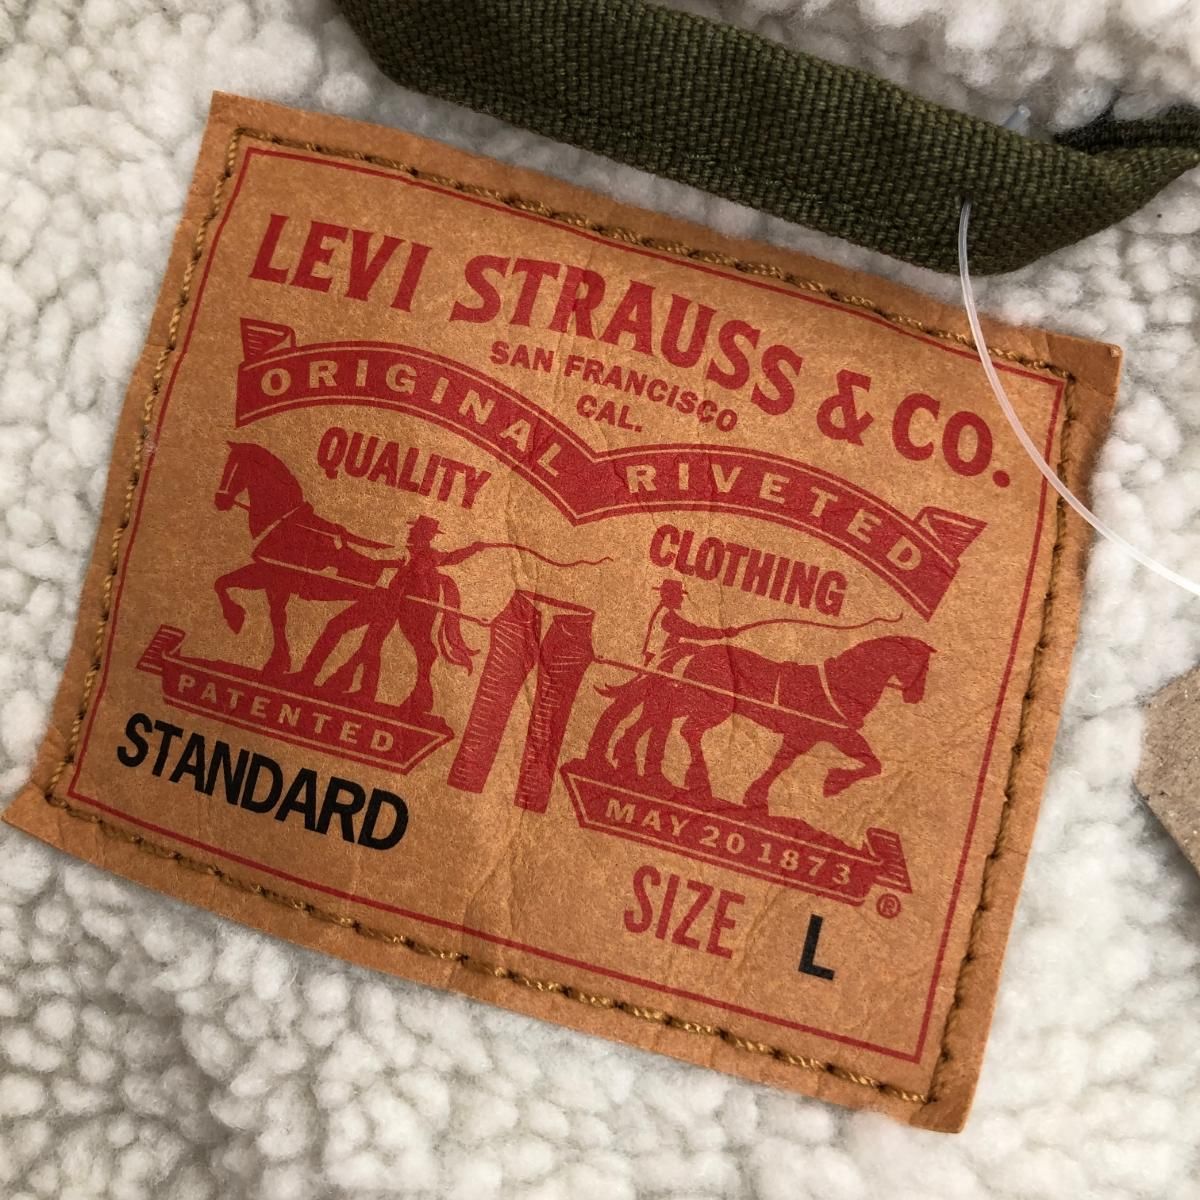 LEVI STRAUSS & CO.
SAN FRANCISCO
CAL.
ORIGINAL RIVETED
QUALITY CLOTHING
PATENTED MAY 20 1873
STANDARD
SIZE L
®